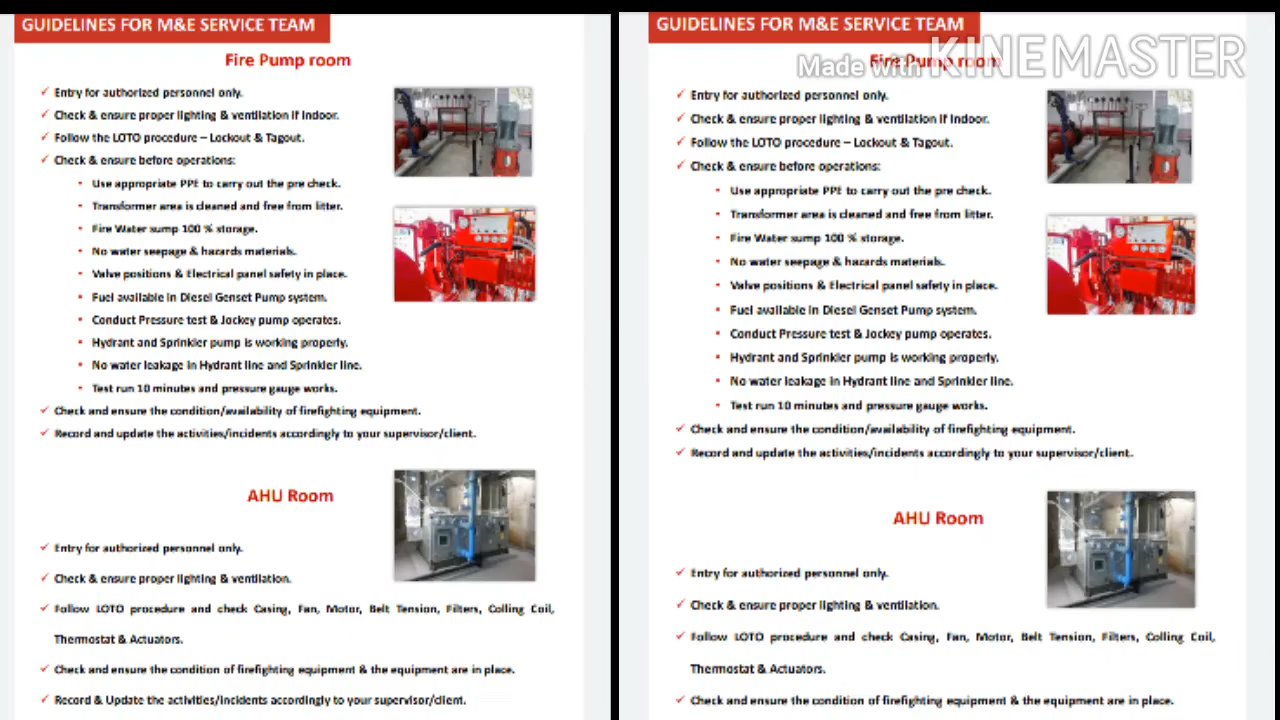 GUIDELINES FOR M&E SERVICE TEAM
Fire Pump room
Entry for authorized personnel only.
Check & ensure proper lighting & ventilation if Indoor.
Follow the LOTO procedure – Lockout & Tagout.
Check & ensure before operations:
Use appropriate PPE to carry out the pre check.
Transformer area is cleaned and free from litter.
Fire Water sump 100 % storage.
No water seepage & hazards materials.
Valve positions & Electrical panel safety in place.
Fuel available in Diesel Genset Pump system.
Conduct Pressure test & Jockey pump operates.
Hydrant and Sprinkler pump is working properly.
No water leakage in Hydrant line and Sprinkler line.
Test run 10 minutes and pressure gauge works.
Check and ensure the condition/availability of firefighting equipment.
Record and update the activities/incidents accordingly to your supervisor/client.
AHU Room
Entry for authorized personnel only.
Check & ensure proper lighting & ventilation.
Follow LOTO procedure and check Casing, Fan, Motor, Belt Tension, Filters, Colling Coil,
Thermostat & Actuators.
Check and ensure the condition of firefighting equipment & the equipment are in place.
Record & Update the activities/incidents accordingly to your supervisor/client.
GUIDELINES FOR M&E SERVICE TEAM
Fire Pump room
Made with KINEMASTER
Entry for authorized personnel only.
Check & ensure proper lighting & ventilation if Indoor.
Follow the LOTO procedure – Lockout & Tagout.
Check & ensure before operations:
Use appropriate PPE to carry out the pre check.
Transformer area is cleaned and free from litter.
Fire Water sump 100 % storage.
No water seepage & hazards materials.
Valve positions & Electrical panel safety in place.
Fuel available in Diesel Genset Pump system.
Conduct Pressure test & Jockey pump operates.
Hydrant and Sprinkler pump is working properly.
No water leakage in Hydrant line and Sprinkler line.
Test run 10 minutes and pressure gauge works.
Check and ensure the condition/availability of firefighting equipment.
Record and update the activities/incidents accordingly to your supervisor/client.
AHU Room
Entry for authorized personnel only.
Check & ensure proper lighting & ventilation.
Follow LOTO procedure and check Casing, Fan, Motor, Belt Tension, Filters, Colling Coil,
Thermostat & Actuators.
Check and ensure the condition of firefighting equipment & the equipment are in place.